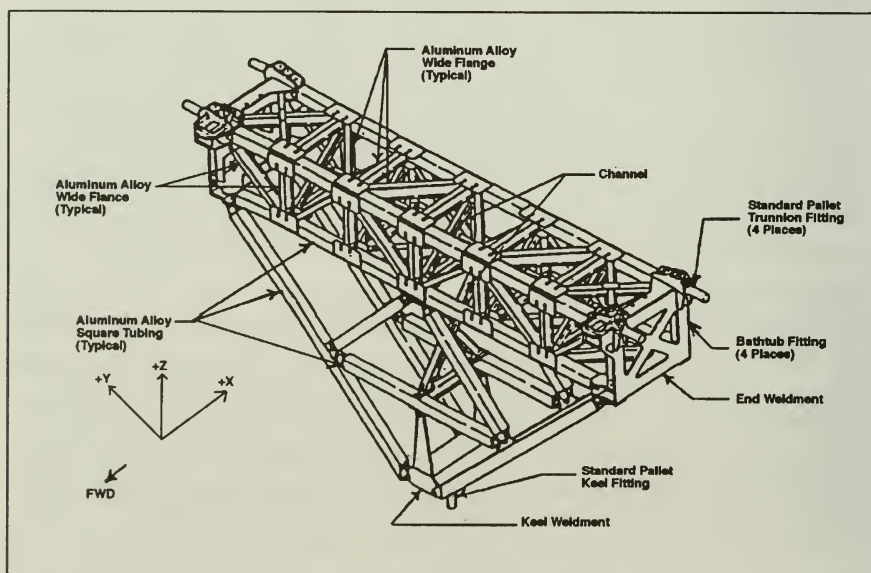 Aluminum Alloy
Wide Flange
(Typical)
Channel
Standard Pallet
Trunnion Fitting
(4 Places)
Aluminum Alloy
Wide Flance
(Typical)
Aluminum Alloy
Square Tubing
(Typical)
Bathtub Fitting
(4 Places)
+Y
+Z
+X
End Weldment
Standard Pallet
Keel Fitting
FWD
Keel Weldment